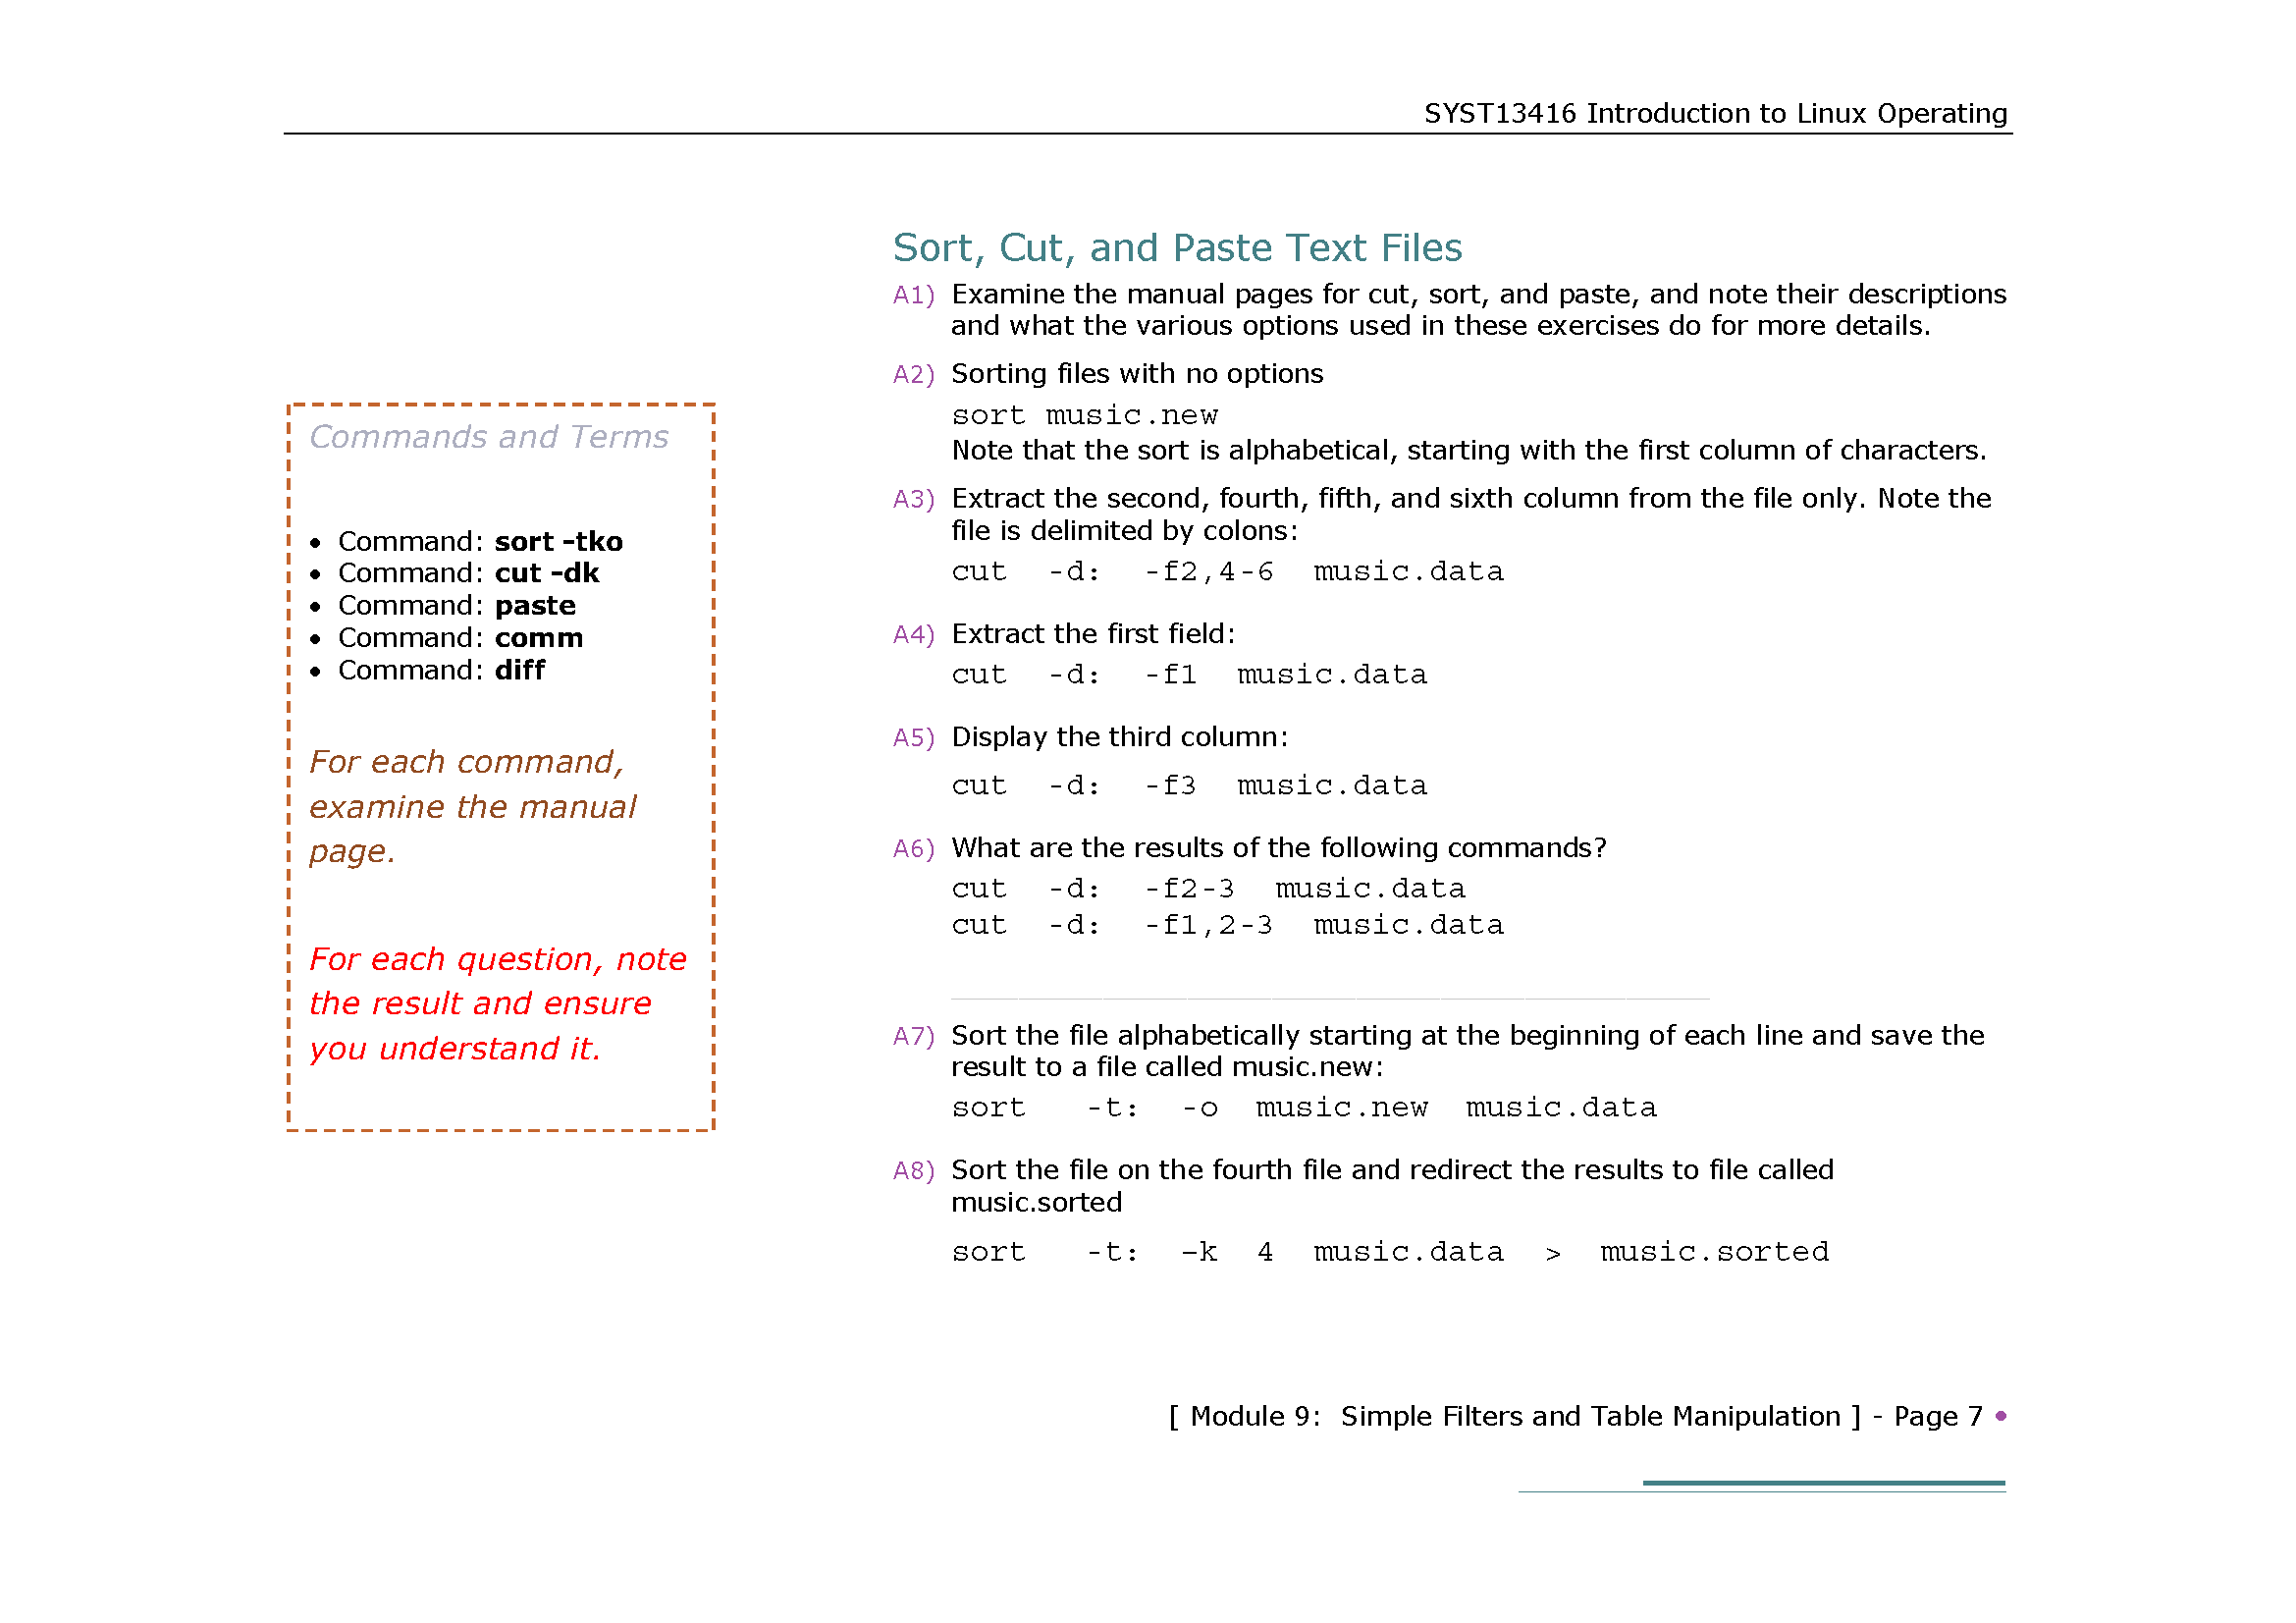 SYST13416 Introduction to Linux Operating
Commands and Terms
• Command: sort –tko
• Command: cut –dk
• Command: paste
• Command: comm
• Command: diff
For each command,
examine the manual
page.
For each question, note
the result and ensure
you understand it.
Sort, Cut, and Paste Text Files
A1) Examine the manual pages for cut, sort, and paste, and note their descriptions
and what the various options used in these exercises do for more details.
A2) Sorting files with no options
sort music.new
Note that the sort is alphabetical, starting with the first column of characters.
A3) Extract the second, fourth, fifth, and sixth column from the file only. Note the
file is delimited by colons:
cut -d: -f2,4-6 music.data
A4) Extract the first field:
cut -d: -f1 music.data
A5) Display the third column:
cut -d: -f3 music.data
A6) What are the results of the following commands?
cut -d: -f2-3 music.data
cut -d: -f1,2-3 music.data
A7) Sort the file alphabetically starting at the beginning of each line and save the
result to a file called music.new:
sort -t: -o music.new music.data
A8) Sort the file on the fourth file and redirect the results to file called
music.sorted
sort -t: –k 4 music.data > music.sorted
[ Module 9: Simple Filters and Table Manipulation ] - Page 7 •